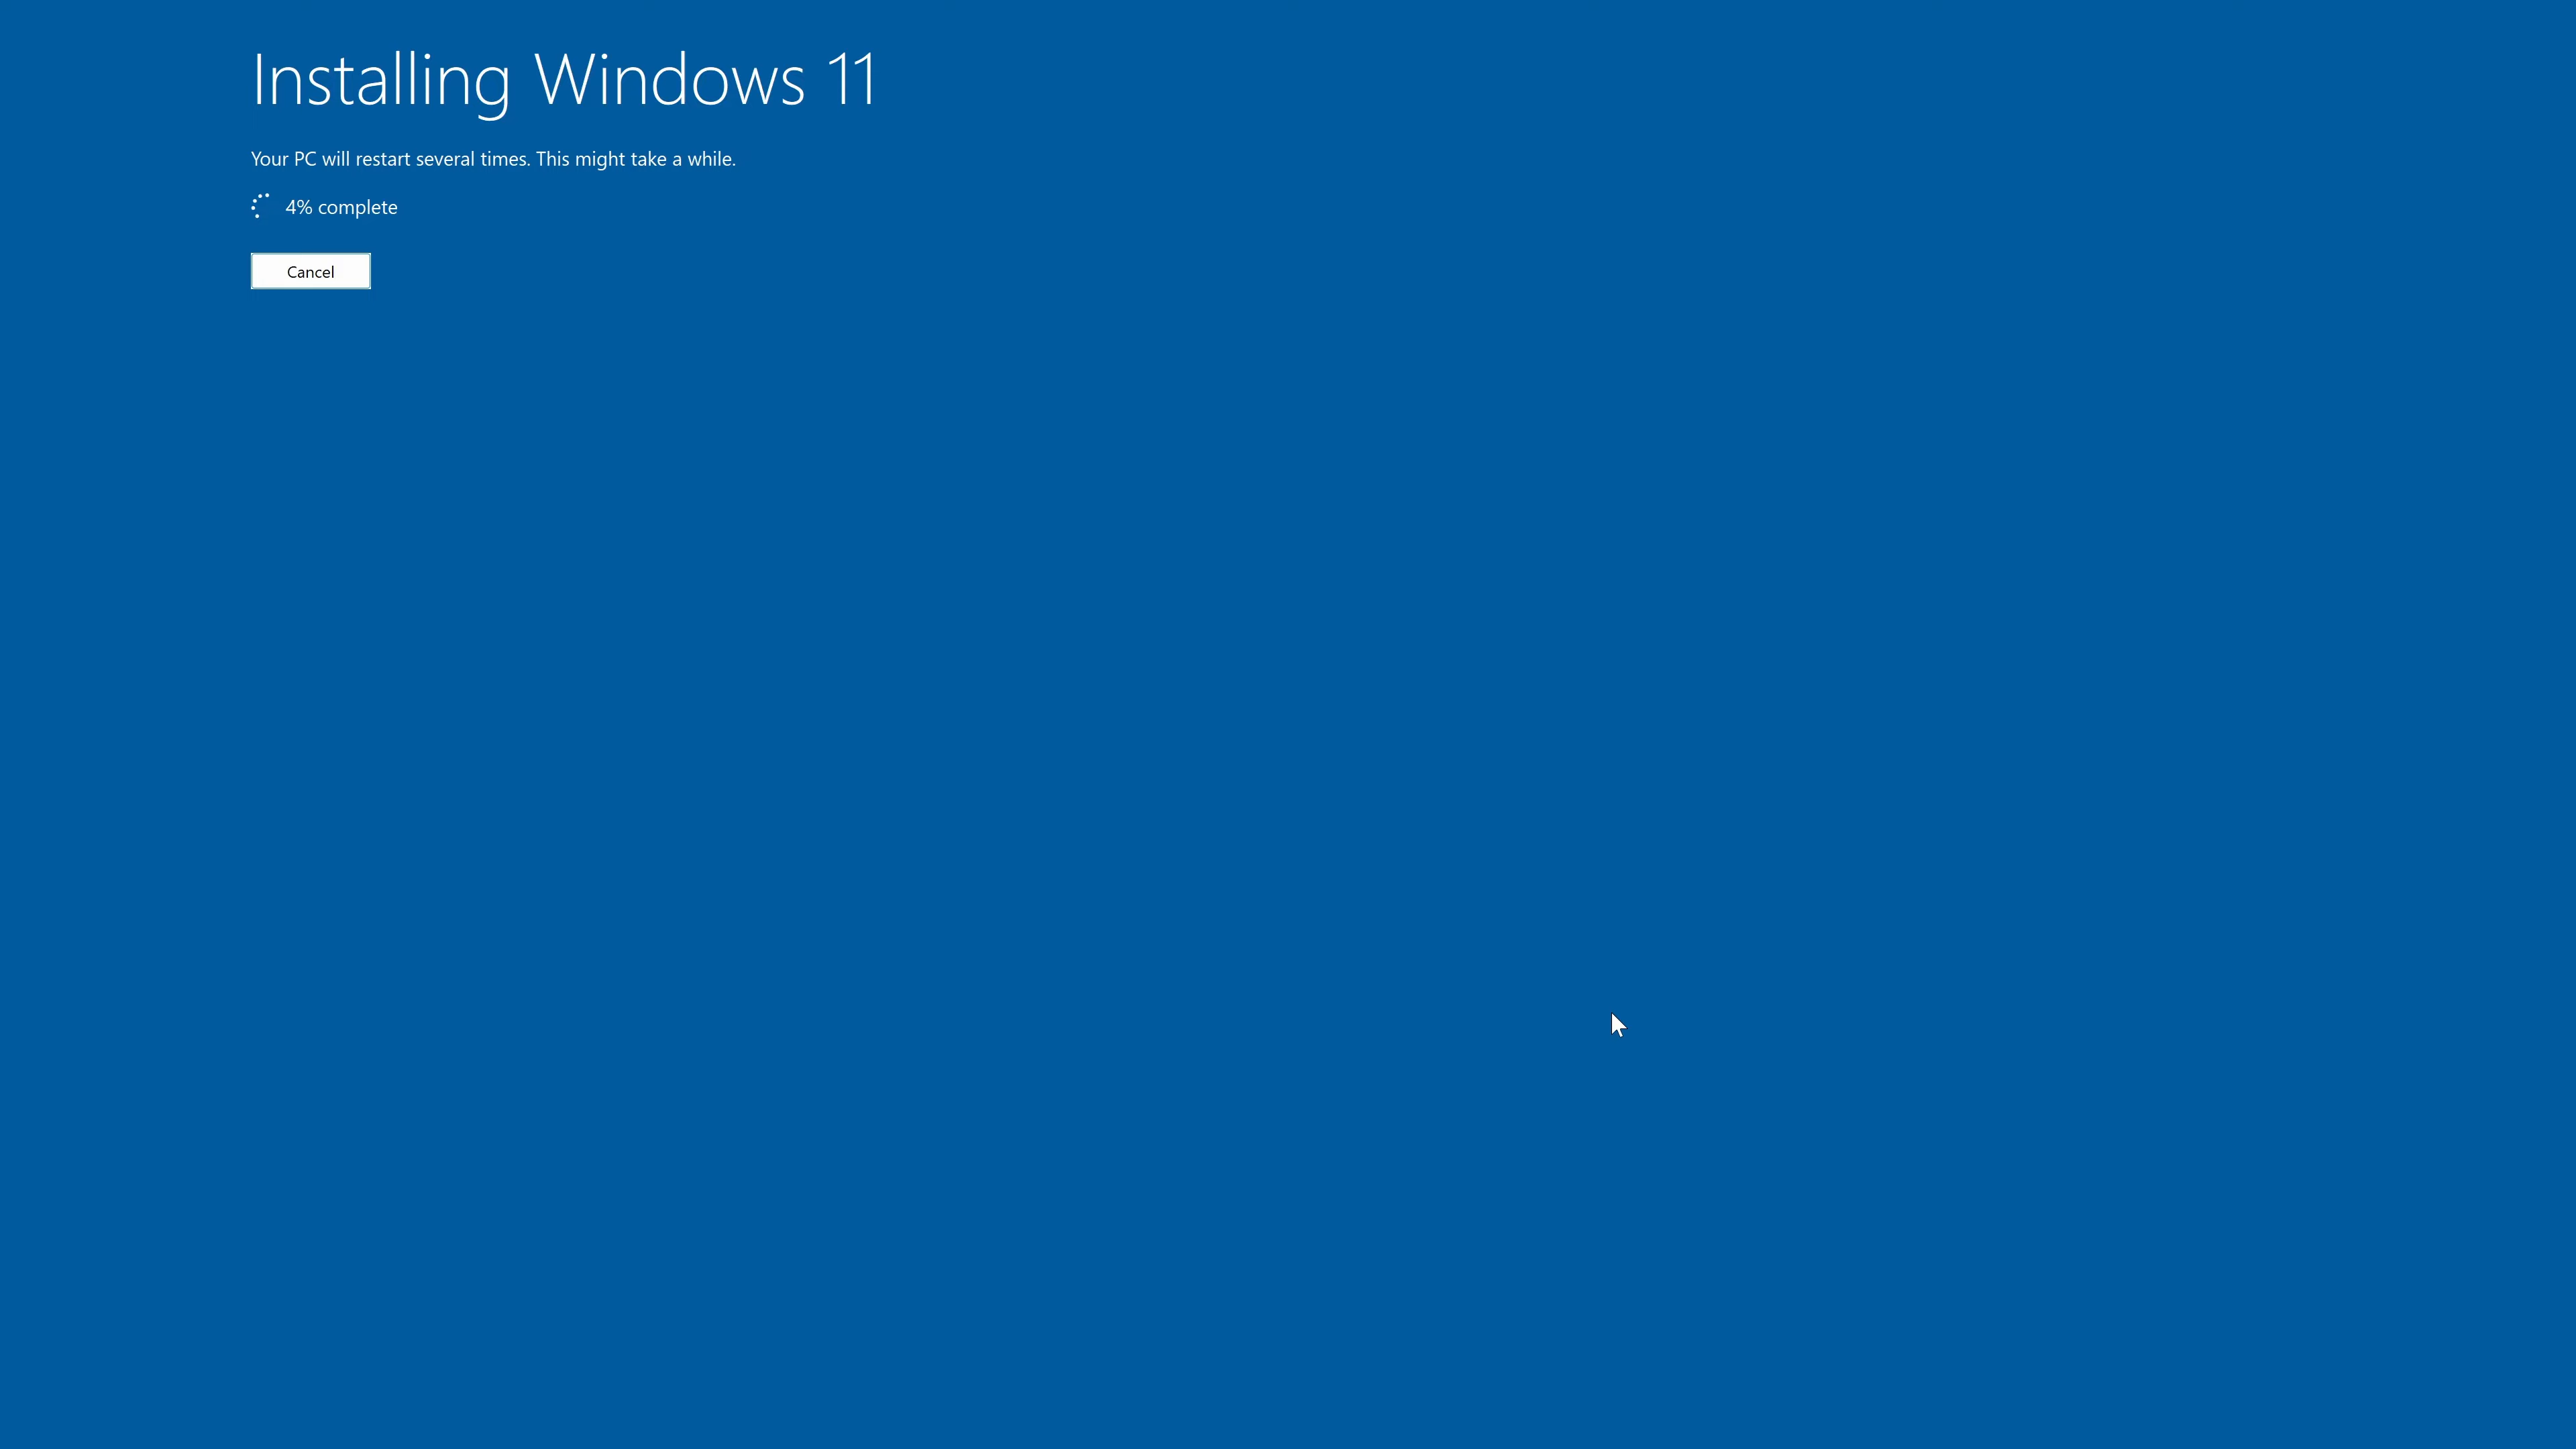 Installing Windows 11
Your PC will restart several times. This might take a while.
4% complete
Cancel